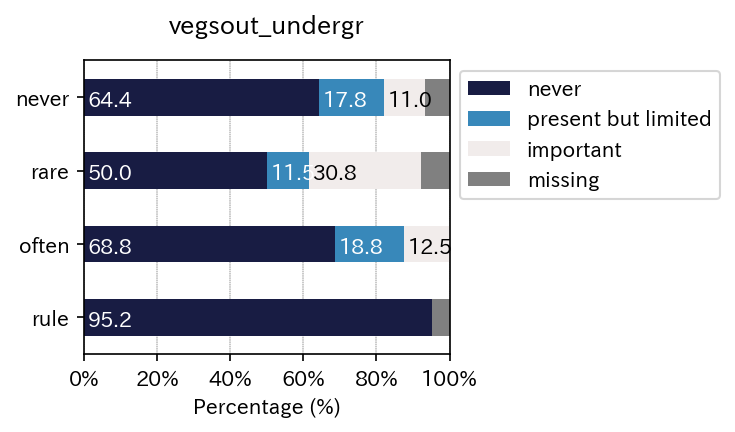 vegsout_undergr
never 64.4 17.8 11.0
rare 50.0 11.5 30.8
often 68.8 18.8 12.5
rule 95.2
0% 20% 40% 60% 80% 100%
Percentage (%)
never
present but limited
important
missing